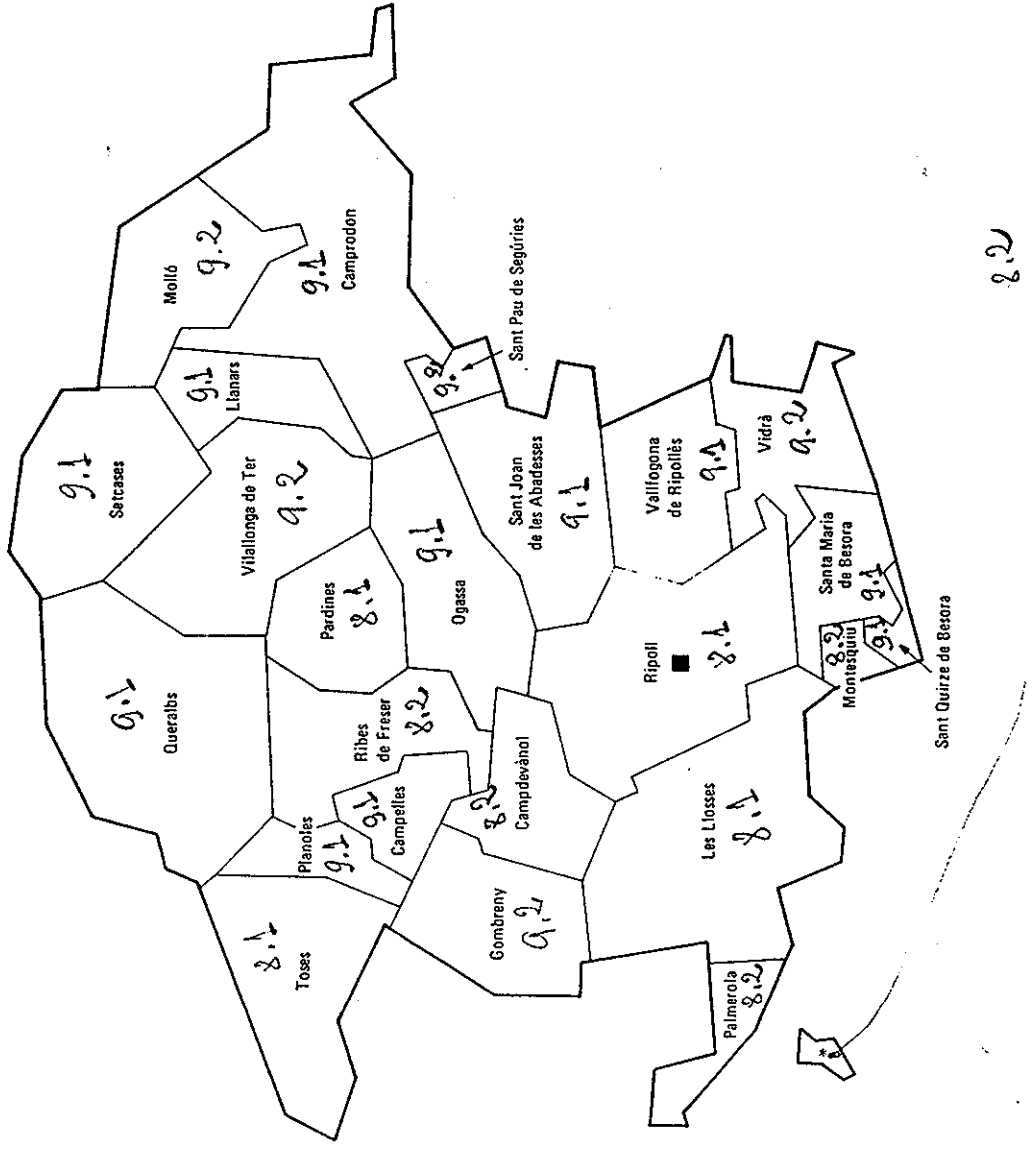 Setcases
9.1
Molló
9.2
Camprodon
9.1
Llanars
9.1
Sant Pau de Segúries
9.
Queralbs
9.1
Vilallonga de Ter
9.2
Pardines
8.1
Ogassa
9.1
Sant Joan
de les Abadesses
9.1
Vallfogona
de Ripollès
9.1
Vidrà
9.2
Toses
8.1
Planoles
9.1
Campelles
9.1
Ribes
de Freser
8.2
Campdevànol
8.2
Gombreny
9.2
Ripoll
8.1
Les Llosses
8.1
Palmerola
8.2
Montesquiu
8.2
Santa Maria
de Besora
9.1
9.1
Sant Quirze de Besora
*
8.2